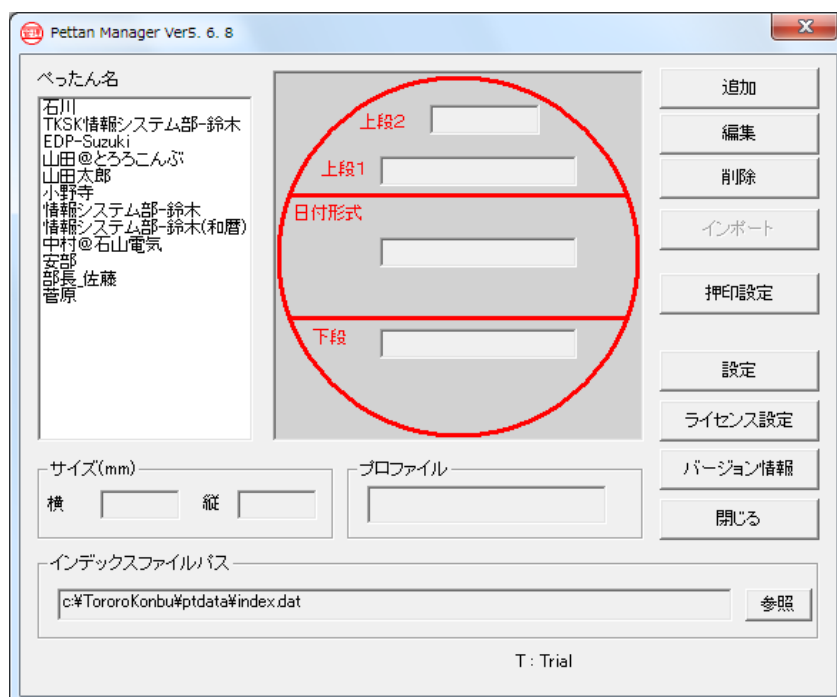 Pettan Manager Ver5. 6. 8
ぺったん名
石川
TKSK情報システム部-鈴木
EDP-Suzuki
山田@とろろこんぶ
山田太郎
小野寺
情報システム部-鈴木
情報システム部-鈴木(和暦)
中村@石山電気
安部
部長_佐藤
菅原
上段2
上段1
日付形式
下段
追加
編集
削除
インポート
押印設定
設定
ライセンス設定
バージョン情報
閉じる
サイズ(mm)
横
縦
プロファイル
インデックスファイルパス
c:¥TororoKonbu¥ptdata¥index.dat
参照
T : Trial